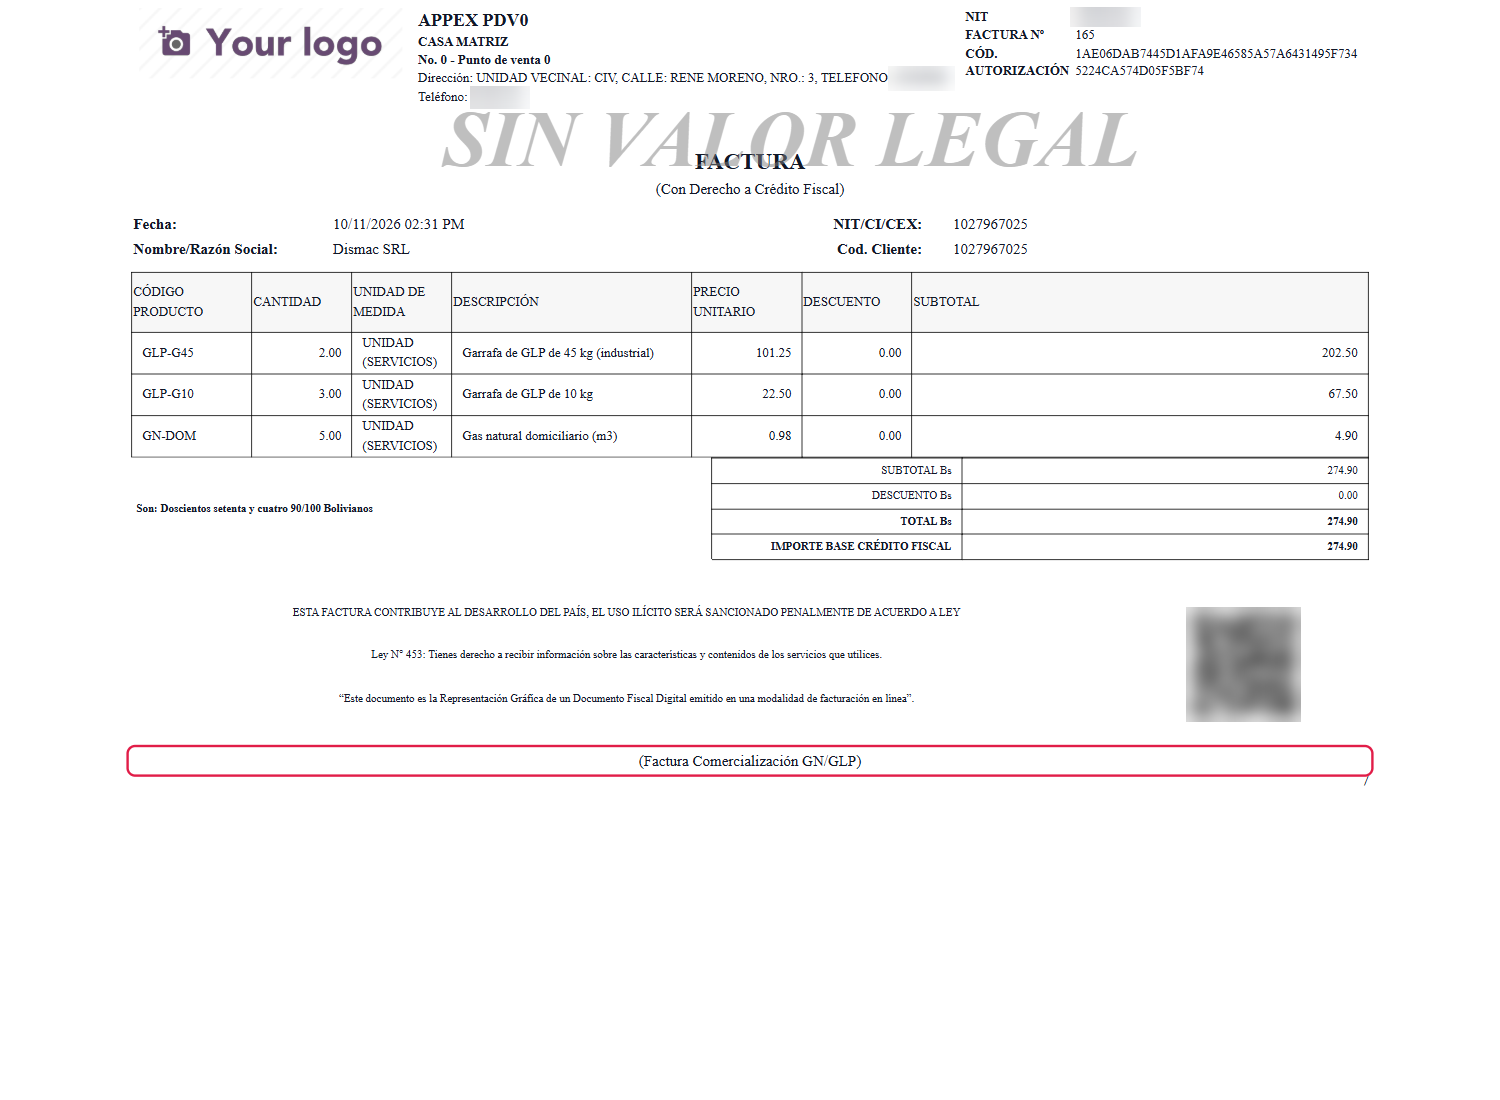 Your logo
APPEX PDV0
CASA MATRIZ
No. 0 - Punto de venta 0
Dirección: UNIDAD VECINAL: CIV, CALLE: RENE MORENO, NRO.: 3, TELEFONO
Teléfono:
NIT
FACTURA Nº 165
CÓD. 1AE06DAB7445D1AFA9E46585A57A6431495F734
AUTORIZACIÓN 5224CA574D05F5BF74
SIN VALOR LEGAL
FACTURA
(Con Derecho a Crédito Fiscal)
Fecha: 10/11/2026 02:31 PM NIT/CI/CEX: 1027967025
Nombre/Razón Social: Dismac SRL Cod. Cliente: 1027967025
CÓDIGO PRODUCTO CANTIDAD UNIDAD DE MEDIDA DESCRIPCIÓN PRECIO UNITARIO DESCUENTO SUBTOTAL
GLP-G45 2.00 UNIDAD (SERVICIOS) Garrafa de GLP de 45 kg (industrial) 101.25 0.00 202.50
GLP-G10 3.00 UNIDAD (SERVICIOS) Garrafa de GLP de 10 kg 22.50 0.00 67.50
GN-DOM 5.00 UNIDAD (SERVICIOS) Gas natural domiciliario (m3) 0.98 0.00 4.90
SUBTOTAL Bs 274.90
DESCUENTO Bs 0.00
Son: Doscientos setenta y cuatro 90/100 Bolivianos
TOTAL Bs 274.90
IMPORTE BASE CRÉDITO FISCAL 274.90
ESTA FACTURA CONTRIBUYE AL DESARROLLO DEL PAÍS, EL USO ILÍCITO SERÁ SANCIONADO PENALMENTE DE ACUERDO A LEY
Ley N° 453: Tienes derecho a recibir información sobre las características y contenidos de los servicios que utilices.
“Este documento es la Representación Gráfica de un Documento Fiscal Digital emitido en una modalidad de facturación en línea”.
(Factura Comercialización GN/GLP)